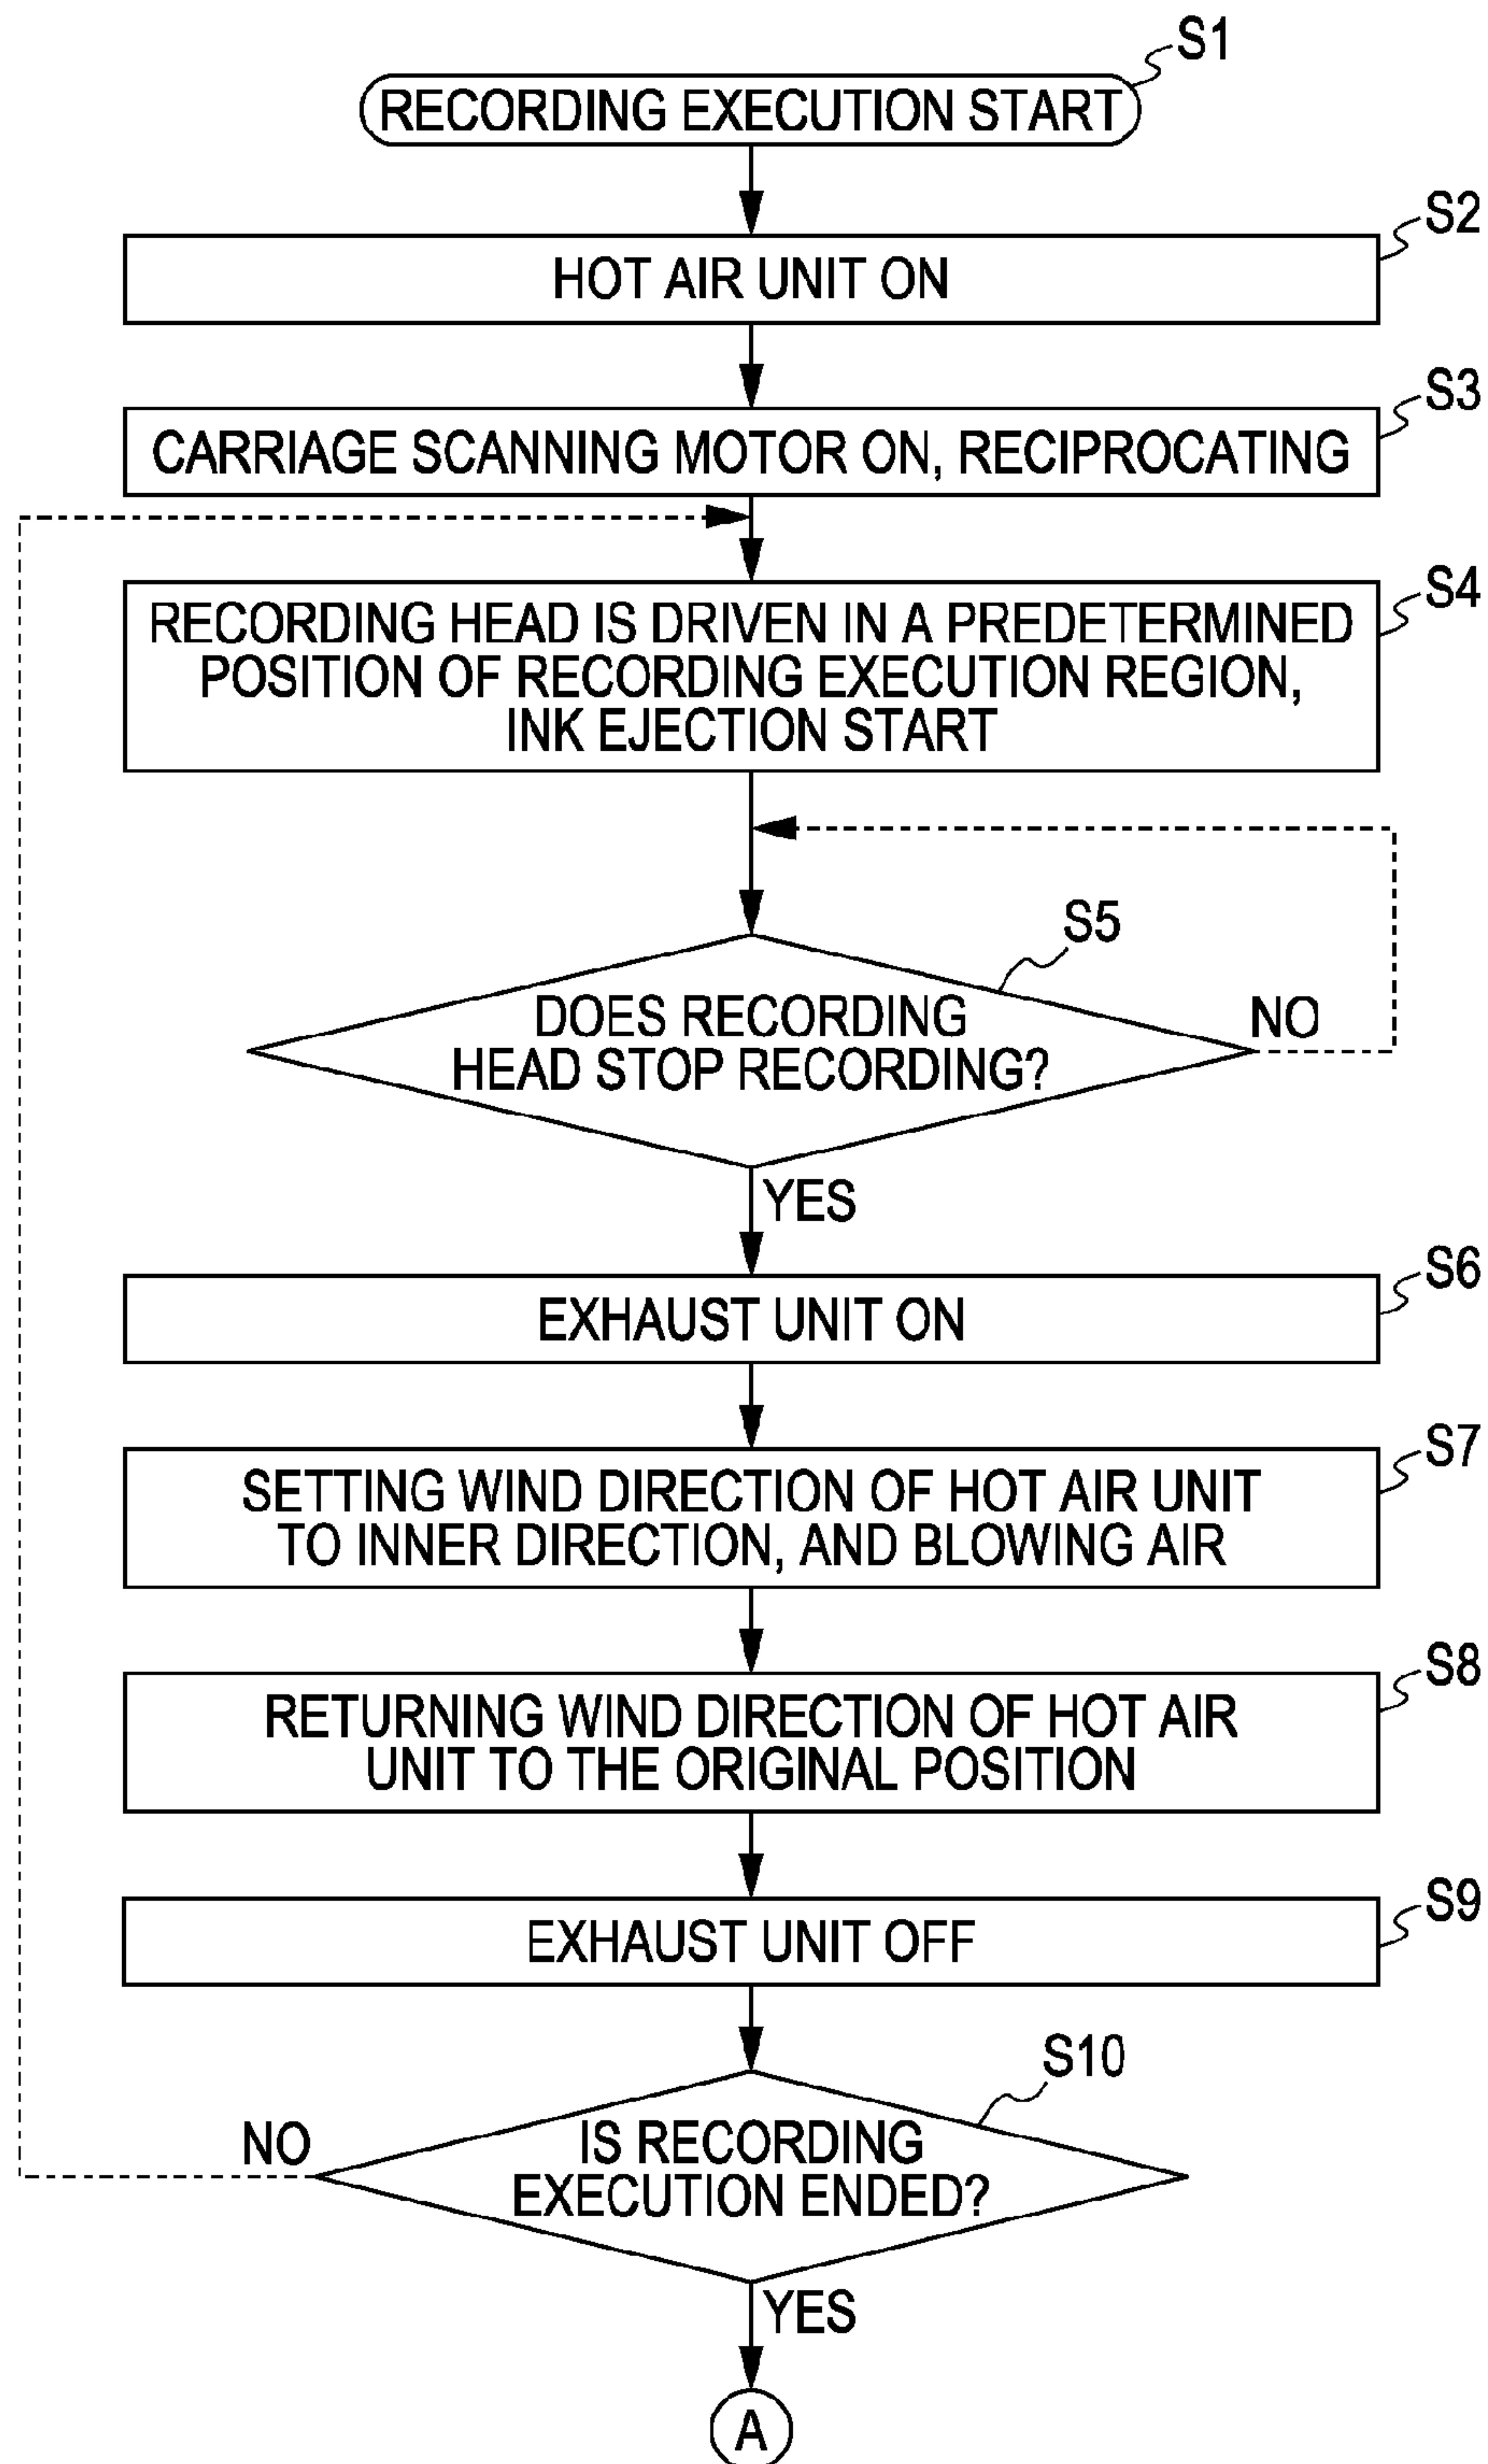 S1
RECORDING EXECUTION START
S2
HOT AIR UNIT ON
S3
CARRIAGE SCANNING MOTOR ON, RECIPROCATING
S4
RECORDING HEAD IS DRIVEN IN A PREDETERMINED
POSITION OF RECORDING EXECUTION REGION,
INK EJECTION START
S5
DOES RECORDING
HEAD STOP RECORDING?
NO
YES
S6
EXHAUST UNIT ON
S7
SETTING WIND DIRECTION OF HOT AIR UNIT
TO INNER DIRECTION, AND BLOWING AIR
S8
RETURNING WIND DIRECTION OF HOT AIR
UNIT TO THE ORIGINAL POSITION
S9
EXHAUST UNIT OFF
S10
IS RECORDING
EXECUTION ENDED?
NO
YES
A